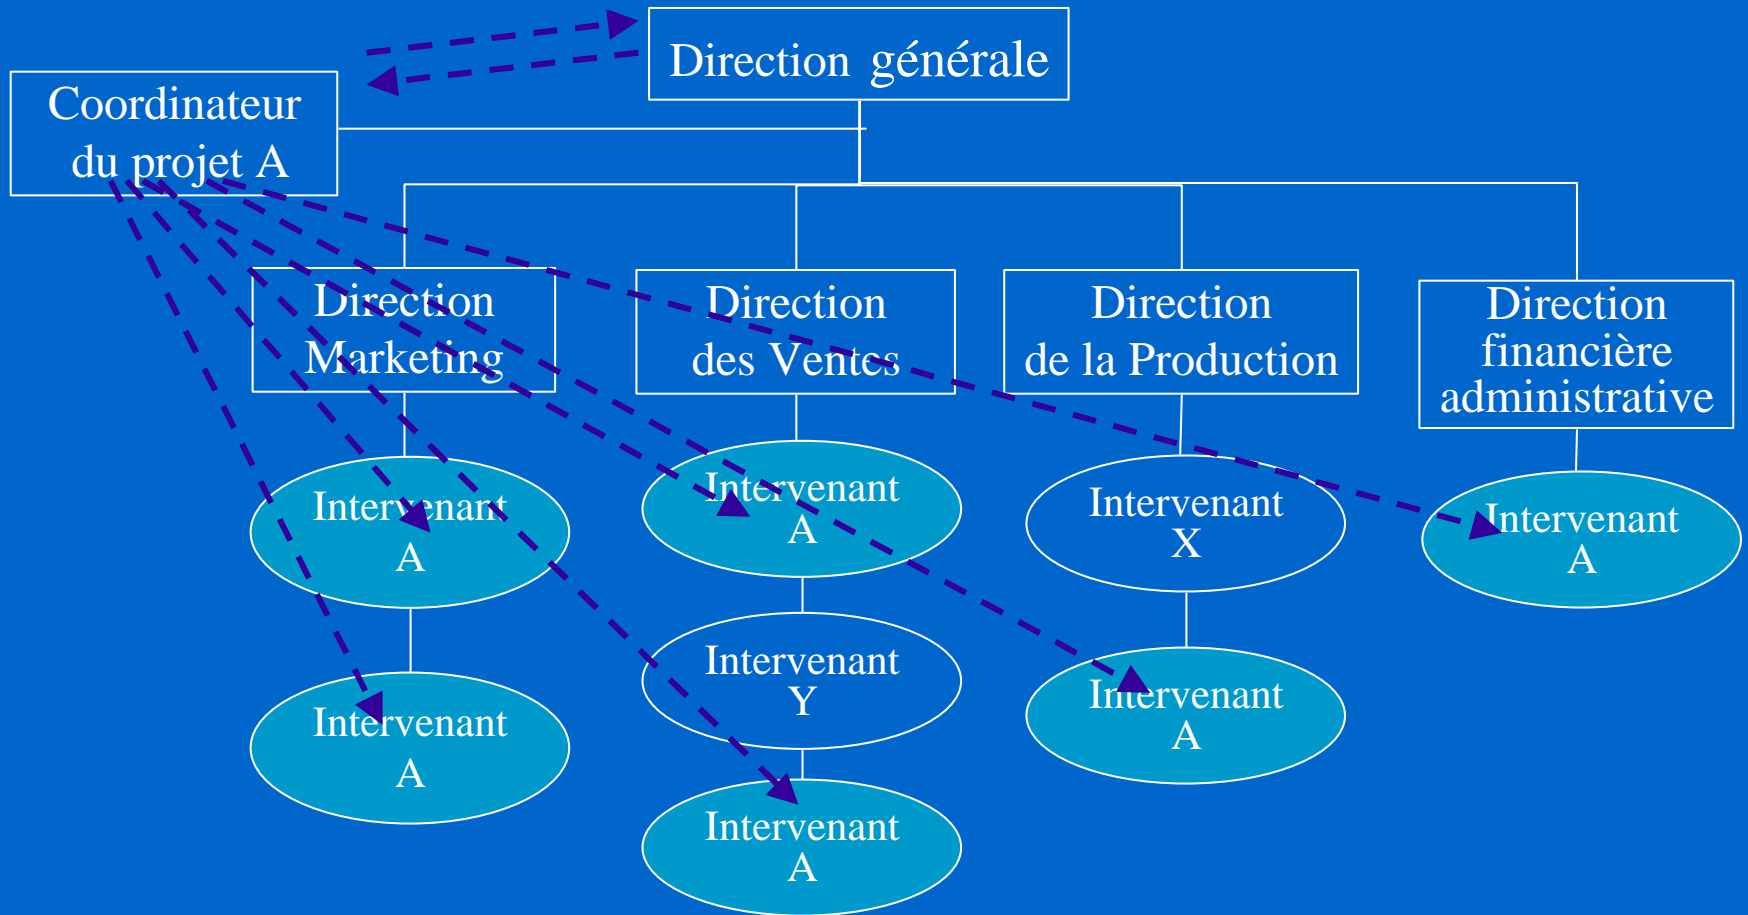 Direction générale
Coordinateur
du projet A
Direction
Marketing
Direction
des Ventes
Direction
de la Production
Direction
financière
administrative
Intervenant
A
Intervenant
A
Intervenant
X
Intervenant
A
Intervenant
A
Intervenant
Y
Intervenant
A
Intervenant
A